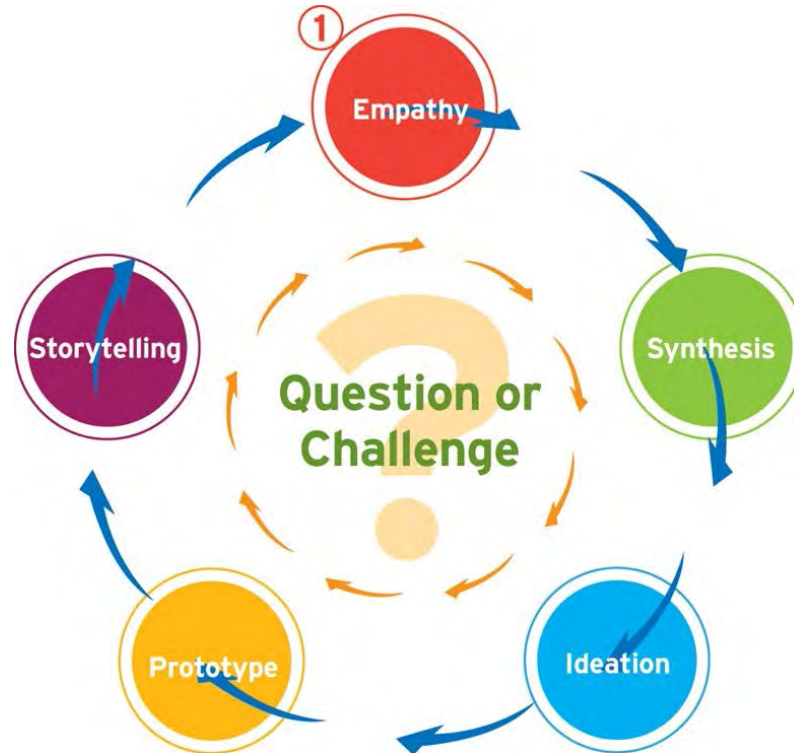 1
Empathy
Synthesis
Ideation
Prototype
Storytelling
?
Question or
Challenge